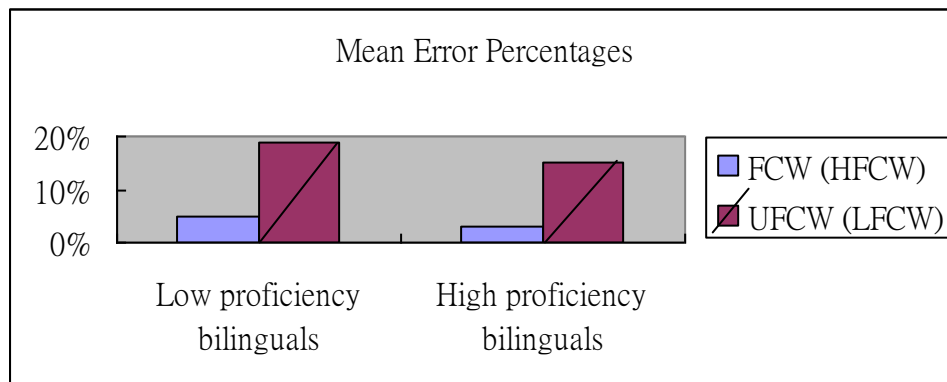 Mean Error Percentages
20%
10%
0%
Low proficiency
bilinguals
High proficiency
bilinguals
FCW (HFCW)
UFCW (LFCW)